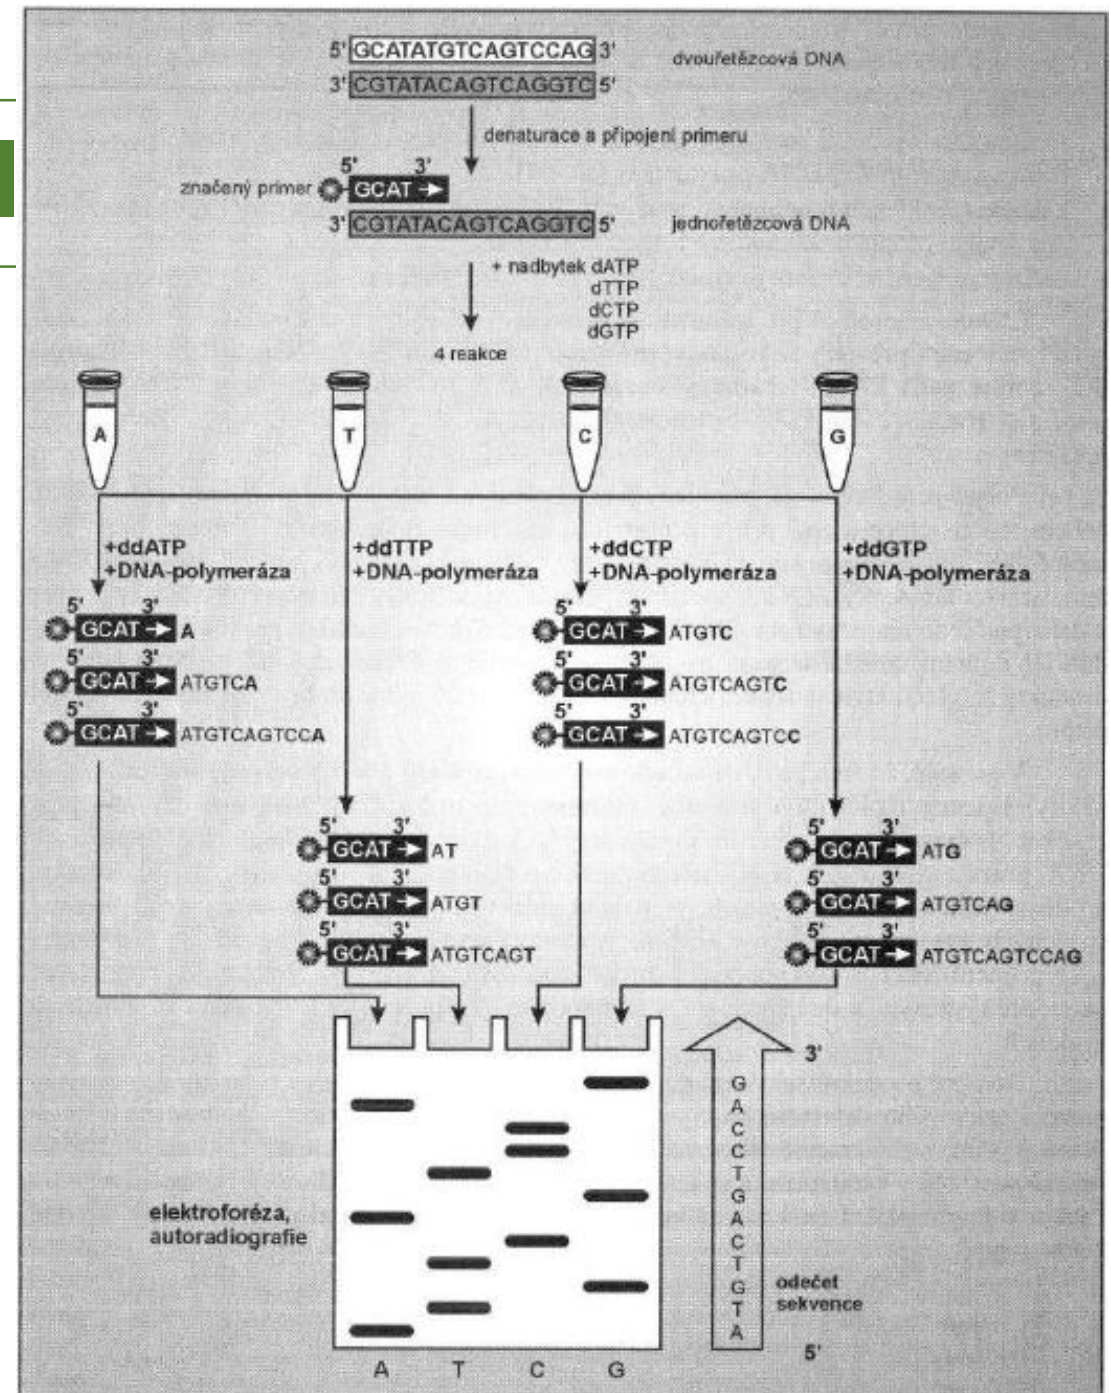 5' GCATATGTCAGTCCAG 3'
dvouřetězcová DNA
3' CGTATACAGTCAGGTC 5'
denaturace a připojení primeru
5' 3'
značený primer GCAT
3' CGTATACAGTCAGGTC 5'
jednořetězcová DNA
+ nadbytek dATP
dTTP
dCTP
dGTP
4 reakce
A T C G
+ddATP
+DNA-polymeráza
+ddTTP
+DNA-polymeráza
+ddCTP
+DNA-polymeráza
+ddGTP
+DNA-polymeráza
5' 3'
GCAT A
5' 3'
GCAT ATGTCA
5' 3'
GCAT ATGTCAGTCCA
5' 3'
GCAT ATGTC
5' 3'
GCAT ATGTCAGTC
5' 3'
GCAT ATGTCAGTCC
5' 3'
GCAT AT
5' 3'
GCAT ATGT
5' 3'
GCAT ATGTCAGT
5' 3'
GCAT ATG
5' 3'
GCAT ATGTCAG
5' 3'
GCAT ATGTCAGTCCAG
elektroforéza,
autoradiografie
A T C G
3'
G
A
C
C
T
G
A
C
T
G
T
A
5'
odečet
sekvence